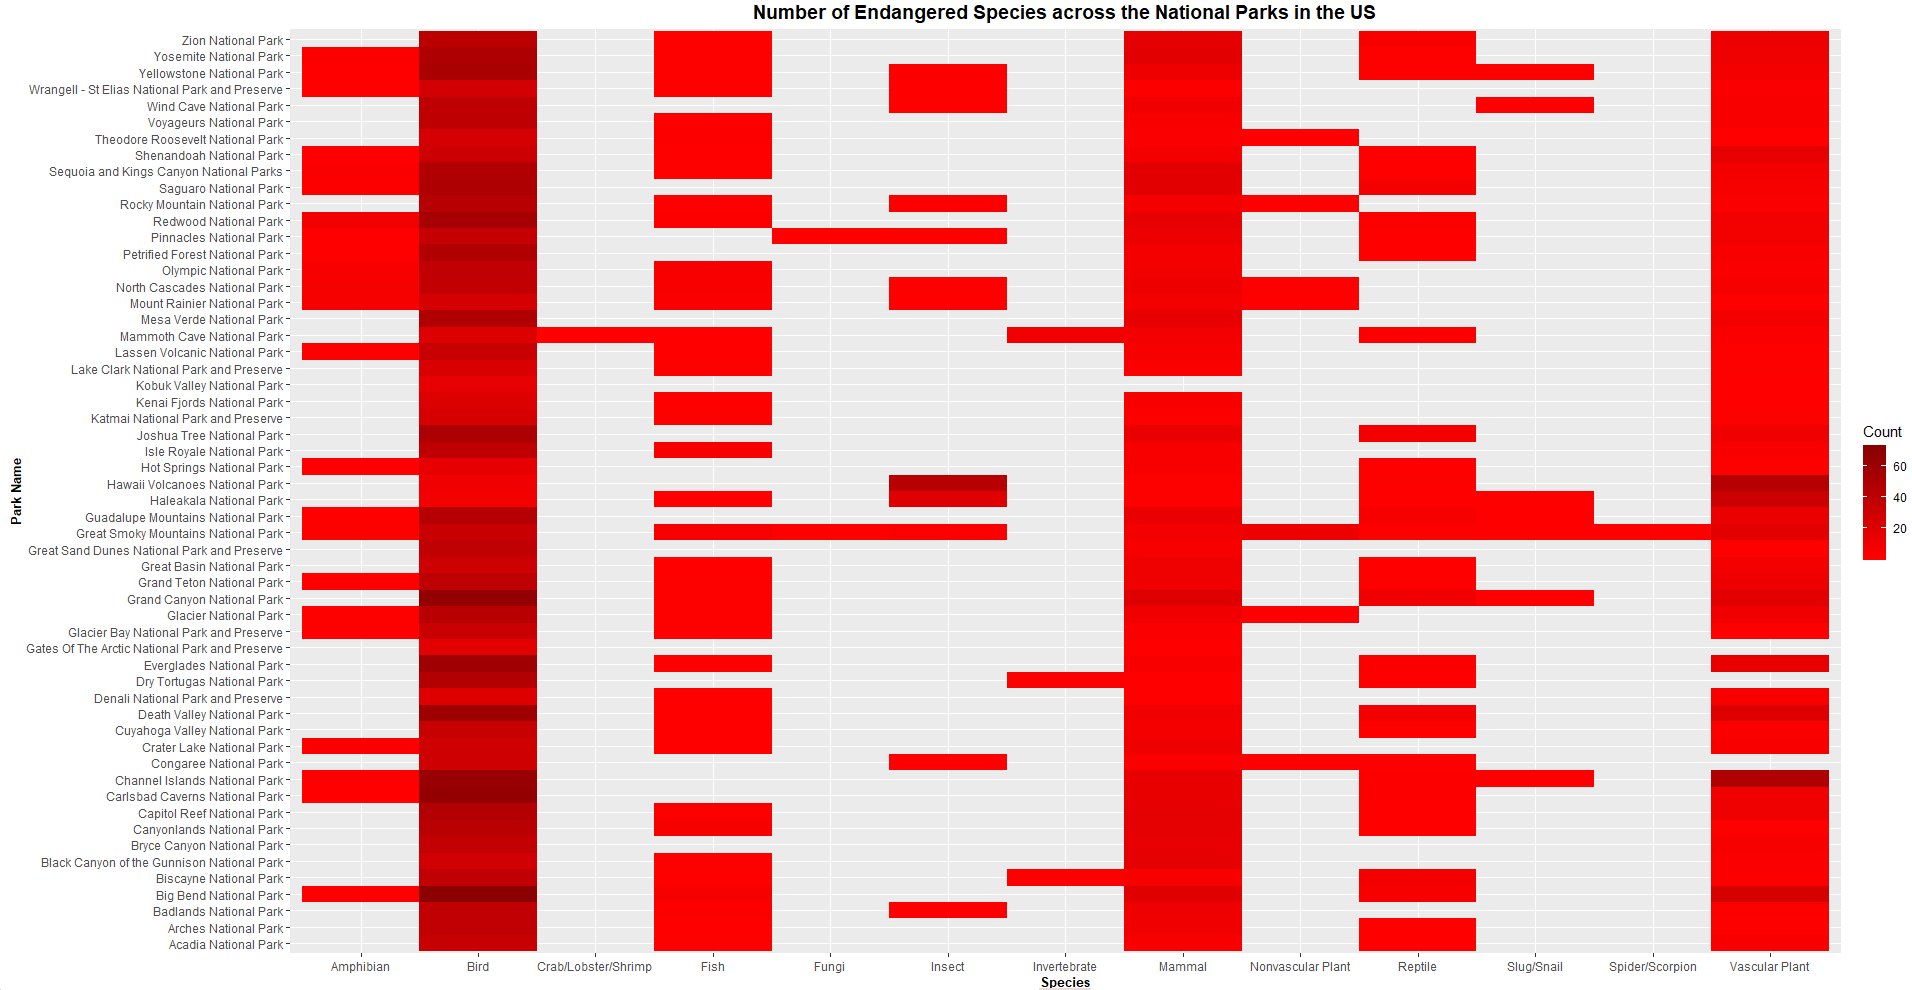 Number of Endangered Species across the National Parks in the US
Zion National Park
Yosemite National Park
Yellowstone National Park
Wrangell - St Elias National Park and Preserve
Wind Cave National Park
Voyageurs National Park
Theodore Roosevelt National Park
Shenandoah National Park
Sequoia and Kings Canyon National Parks
Saguaro National Park
Rocky Mountain National Park
Redwood National Park
Pinnacles National Park
Petrified Forest National Park
Olympic National Park
North Cascades National Park
Mount Rainier National Park
Mesa Verde National Park
Mammoth Cave National Park
Lassen Volcanic National Park
Lake Clark National Park and Preserve
Kobuk Valley National Park
Kenai Fjords National Park
Katmai National Park and Preserve
Joshua Tree National Park
Isle Royale National Park
Hot Springs National Park
Hawaii Volcanoes National Park
Haleakala National Park
Guadalupe Mountains National Park
Great Smoky Mountains National Park
Great Sand Dunes National Park and Preserve
Great Basin National Park
Grand Teton National Park
Grand Canyon National Park
Glacier National Park
Glacier Bay National Park and Preserve
Gates Of The Arctic National Park and Preserve
Everglades National Park
Dry Tortugas National Park
Denali National Park and Preserve
Death Valley National Park
Cuyahoga Valley National Park
Crater Lake National Park
Congaree National Park
Channel Islands National Park
Carlsbad Caverns National Park
Capitol Reef National Park
Canyonlands National Park
Bryce Canyon National Park
Black Canyon of the Gunnison National Park
Biscayne National Park
Big Bend National Park
Badlands National Park
Arches National Park
Acadia National Park
Park Name
Amphibian Bird Crab/Lobster/Shrimp Fish Fungi Insect Invertebrate Mammal Nonvascular Plant Reptile Slug/Snail Spider/Scorpion Vascular Plant
Species
Count
60
40
20